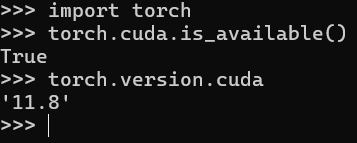 >>> import torch
>>> torch.cuda.is_available()
True
>>> torch.version.cuda
'11.8'
>>>